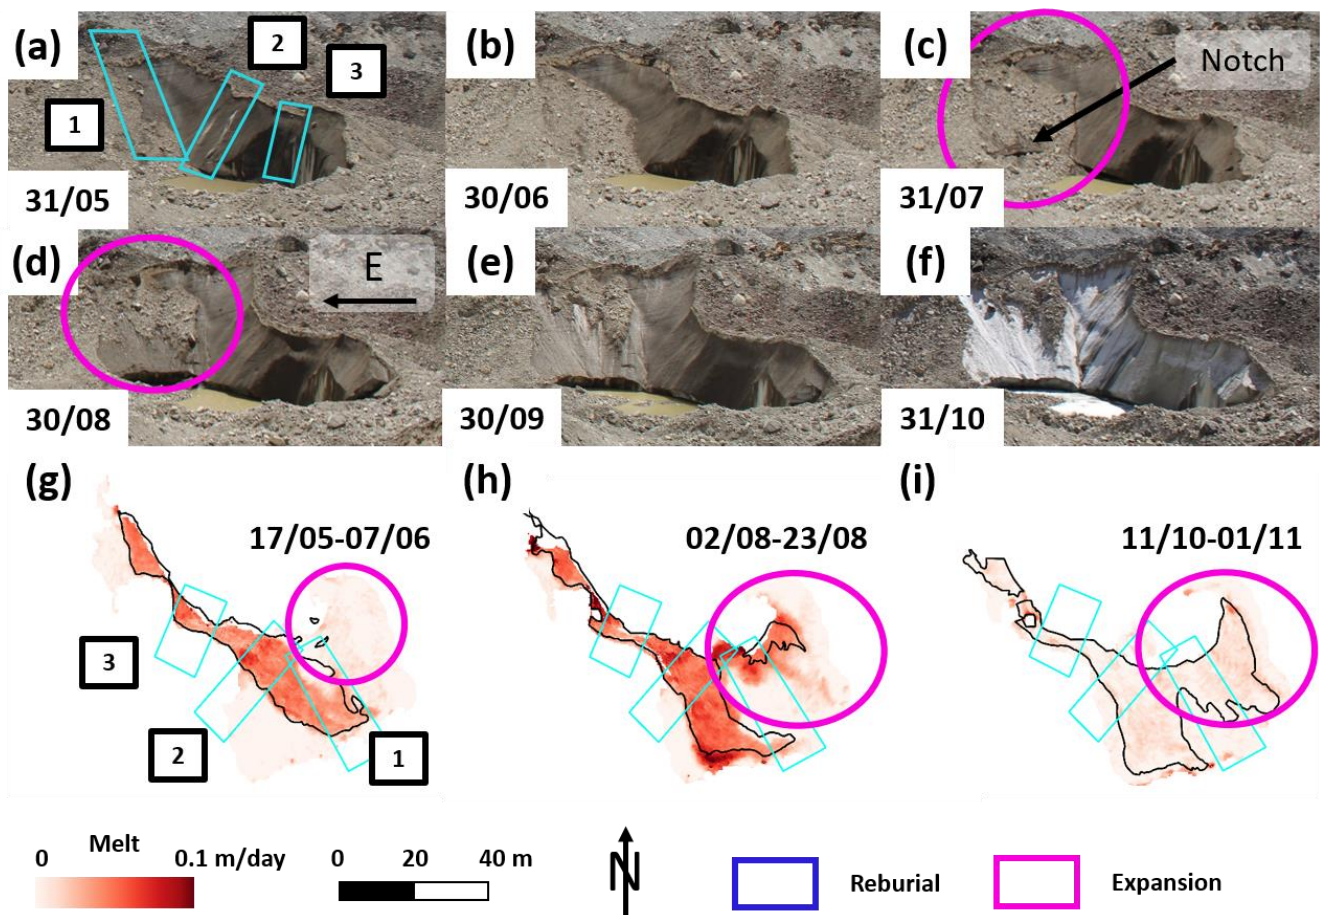 (a)
2
3
1
31/05
(b)
30/06
(c)
Notch
31/07
(d)
E
30/08
(e)
30/09
(f)
31/10
(g)
17/05-07/06
3
2
1
(h)
02/08-23/08
(i)
11/10-01/11
Melt
0 0.1 m/day
0 20 40 m
N
Reburial
Expansion